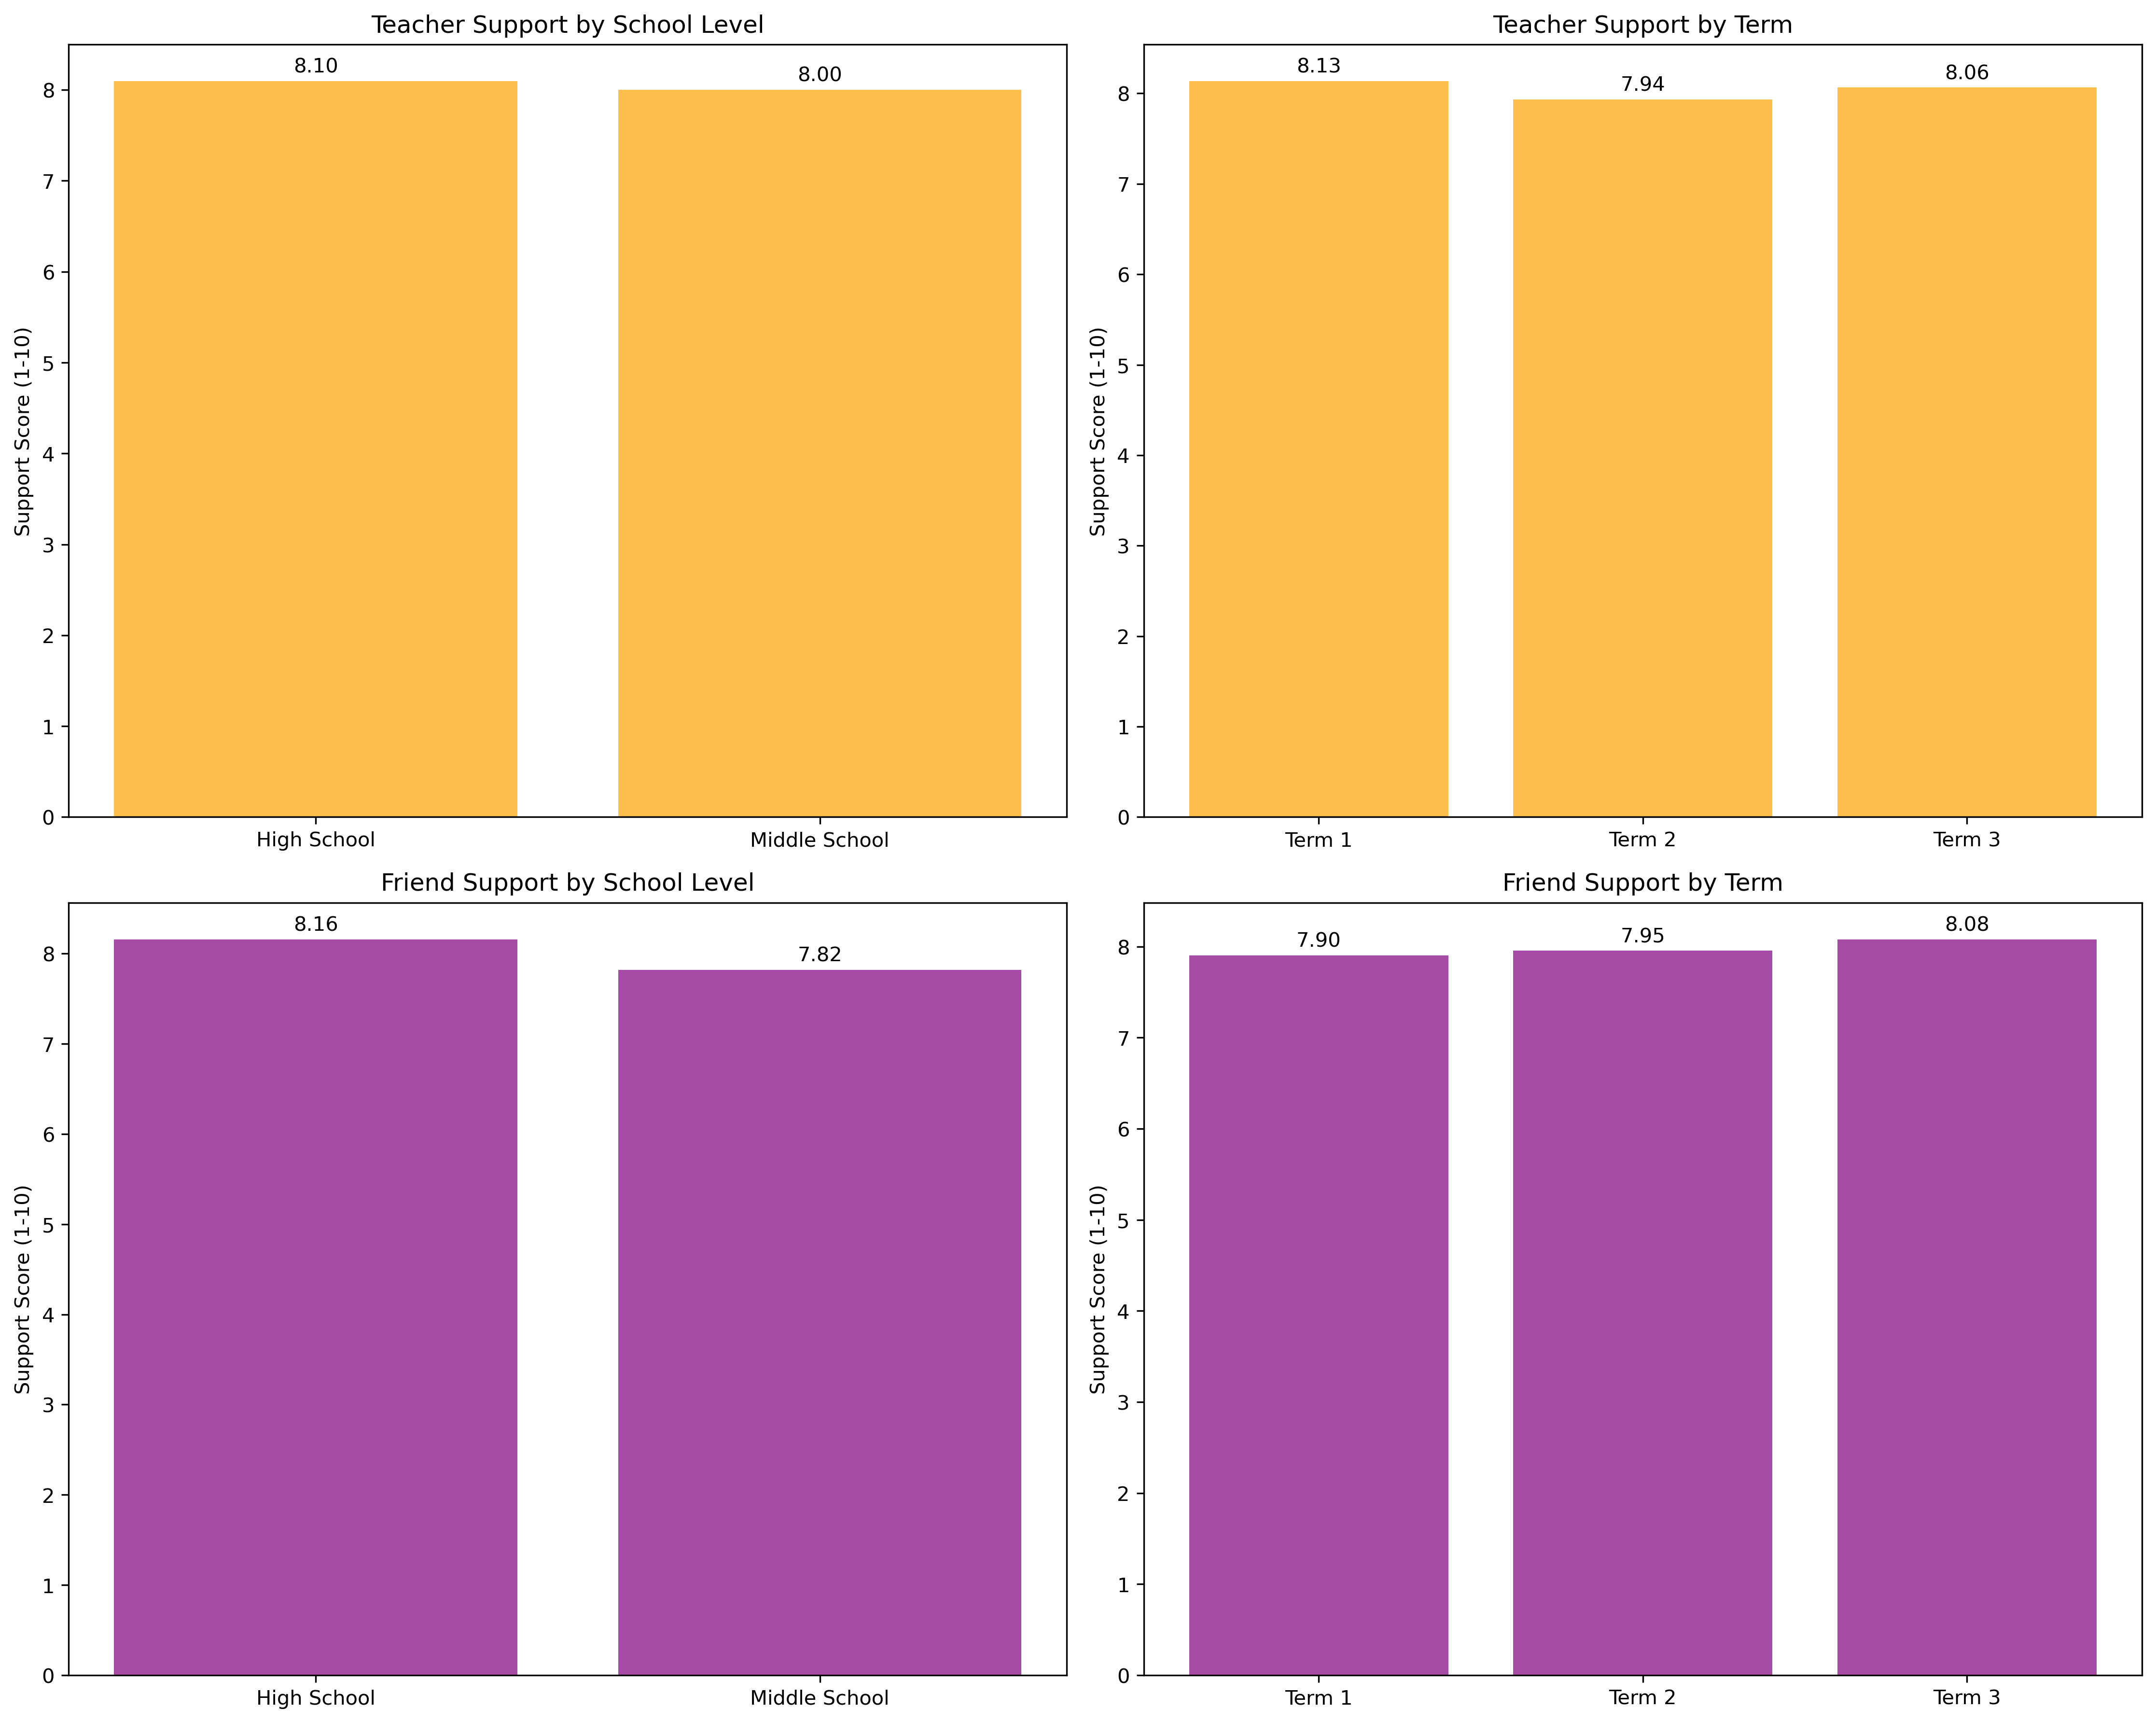 Teacher Support by School Level
8.10
8.00
Support Score (1-10)
8
7
6
5
4
3
2
1
0
High School
Middle School
Teacher Support by Term
8.13
7.94
8.06
Support Score (1-10)
8
7
6
5
4
3
2
1
0
Term 1
Term 2
Term 3
Friend Support by School Level
8.16
7.82
Support Score (1-10)
8
7
6
5
4
3
2
1
0
High School
Middle School
Friend Support by Term
7.90
7.95
8.08
Support Score (1-10)
8
7
6
5
4
3
2
1
0
Term 1
Term 2
Term 3